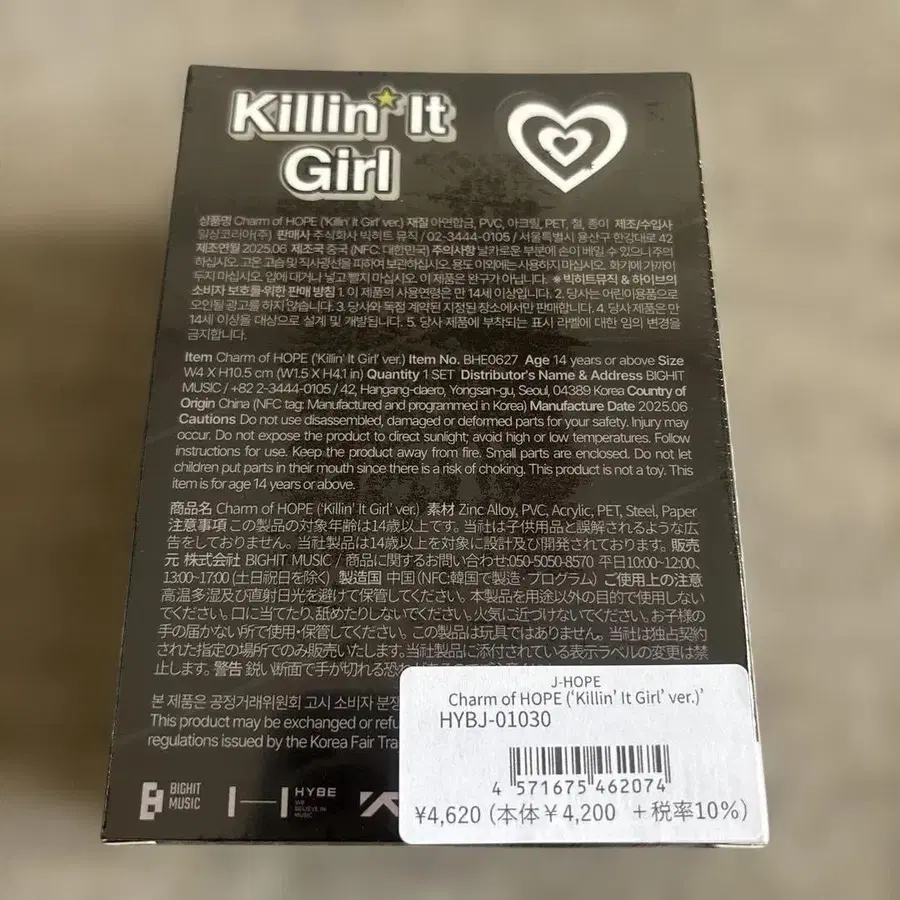 Killin' It
Girl
상품명 Charm of HOPE ('Killin' It Girl' ver.) 재질 아연합금, PVC, 아크릴, PET, 철, 종이 제조/수입사
일상코리아(주) 판매사 주식회사 빅히트 뮤직 / 02-3444-0105 / 서울특별시 용산구 한강대로 42
제조연월 2025.06 제조국 중국 (NFC: 대한민국) 주의사항 날카로운 부분에 손이 베일 수 있으니 주의
하십시오. 고온 고습 및 직사광선을 피하여 보관하십시오. 용도 이외에는 사용하지 마십시오. 화기에 가까이
두지 마십시오. 입에 대거나 넣고 빨지 마십시오. 이 제품은 완구가 아닙니다. ※ 빅히트뮤직 & 하이브의
소비자 보호를 위한 판매 방침 1. 이 제품의 사용연령은 만 14세 이상입니다. 2. 당사는 어린이용품으로
오인될 광고를 하지 않습니다. 3. 당사와 독점 계약된 지정된 장소에서만 판매합니다. 4. 당사 제품은 만
14세 이상을 대상으로 설계 및 개발됩니다. 5. 당사 제품에 부착되는 표시 라벨에 대한 임의 변경을
금지합니다.
Item Charm of HOPE ('Killin' It Girl' ver.) Item No. BHE0627 Age 14 years or above Size
W4 X H10.5 cm (W1.5 X H4.1 in) Quantity 1 SET Distributor's Name & Address BIGHIT
MUSIC / +82 2-3444-0105 / 42, Hangang-daero, Yongsan-gu, Seoul, 04389 Korea Country of
Origin China (NFC tag: Manufactured and programmed in Korea) Manufacture Date 2025.06
Cautions Do not use disassembled, damaged or deformed parts for your safety. Injury may
occur. Do not expose the product to direct sunlight; avoid high or low temperatures. Follow
instructions for use. Keep the product away from fire. Small parts are enclosed. Do not let
children put parts in their mouth since there is a risk of choking. This product is not a toy. This
item is for age 14 years or above.
商品名 Charm of HOPE ('Killin' It Girl' ver.) 素材 Zinc Alloy, PVC, Acrylic, PET, Steel, Paper
注意事項 この製品の対象年齢は14歳以上です。当社は子供用品と誤解されるような広
告をしておりません。当社製品は14歳以上を対象に設計及び開発されております。販売
元 株式会社 BIGHIT MUSIC / 商品に関するお問い合わせ:050-5050-8570 平日10:00-12:00、
13:00~17:00 (土日祝日を除く) 製造国 中国 (NFC:韓国で製造・プログラム) ご使用上の注意
高温多湿及び直射日光を避けて保管してください。本製品を用途以外の目的で使用しない
でください。口に当てたり、舐めたりしないでください。火気に近づけないでください。お子様の
手の届かない所で使用・保管してください。この製品は玩具ではありません。当社は独占契約
された指定の場所でのみ販売いたします。当社製品に添付されている表示ラベルの変更は禁
止します。警告 鋭い断面で手が切れる恐れが
본 제품은 공정거래위원회 고시 소비자 분쟁
This product may be exchanged or refu
regulations issued by the Korea Fair Tra
J-HOPE
Charm of HOPE ('Killin' It Girl' ver.)'
HYBJ-01030
4 571675 462074
¥4,620 (本体¥4,200 +税率10%)
BIGHIT
MUSIC
HYBE
WE
BELIEVE IN
MUSIC